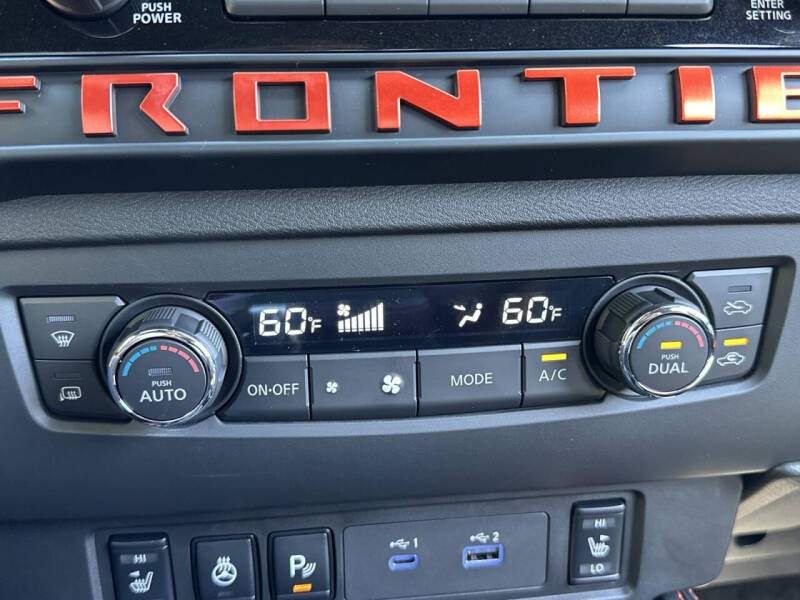 PUSH
POWER
ENTER
SETTING
FRONTIE
60°F
60°F
PUSH
AUTO
ON·OFF
MODE
A/C
PUSH
DUAL
HI
P
1
2
HI
LO